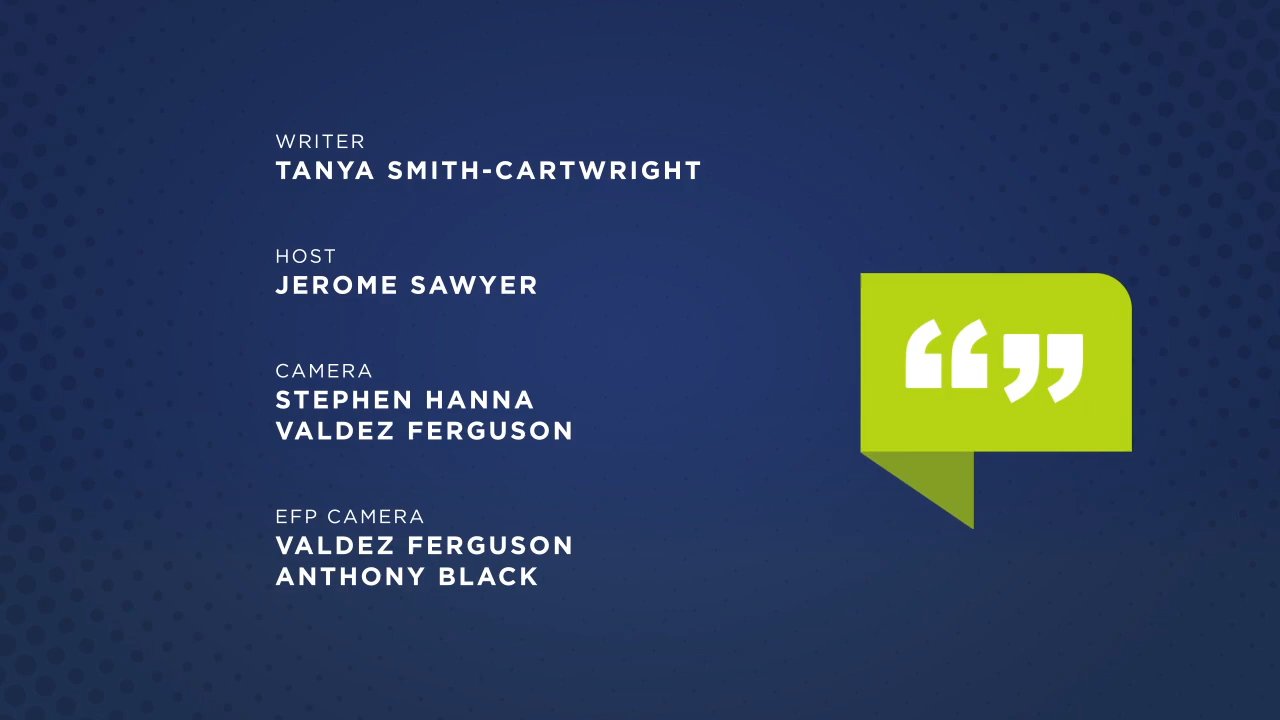 WRITER
TANYA SMITH-CARTWRIGHT
HOST
JEROME SAWYER
CAMERA
STEPHEN HANNA
VALDEZ FERGUSON
EFP CAMERA
VALDEZ FERGUSON
ANTHONY BLACK
“”